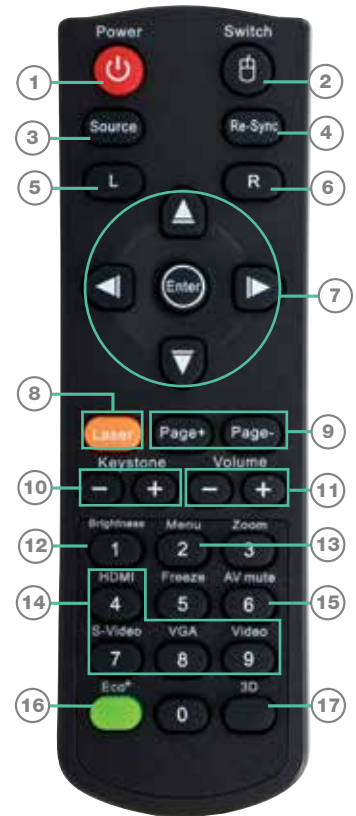 Power Switch
1 2
Source Re-Sync
3 4
L R
5 6
Enter
7
8
Laser Page+ Page-
9
Keystone Volume
10 − + − + 11
Brightness Menu Zoom
12 1 2 3 13
HDMI Freeze AV mute
14 4 5 6 15
S-Video VGA Video
7 8 9
Eco+ 3D
16 0 17